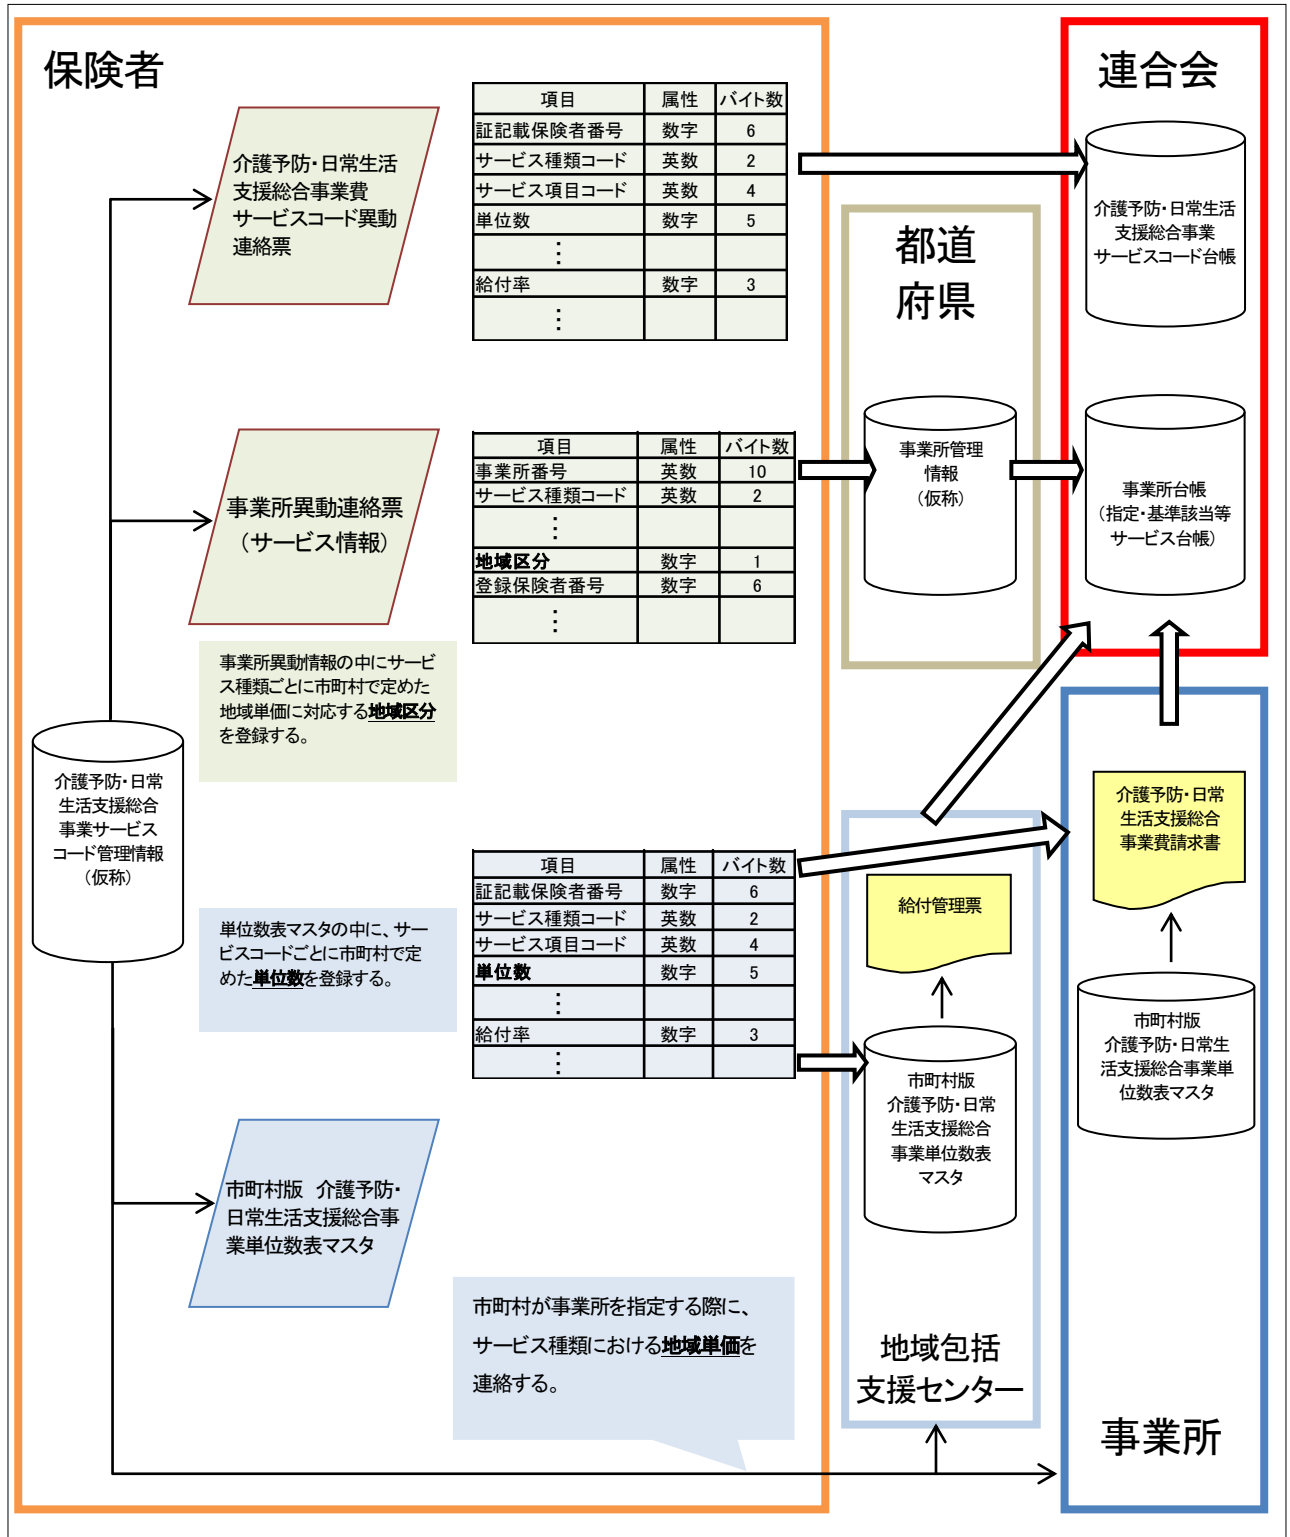 保険者
介護予防・日常生活
支援総合事業費
サービスコード異動
連絡票
項目 属性 バイト数
証記載保険者番号 数字 6
サービス種類コード 英数 2
サービス項目コード 英数 4
単位数 数字 5
⋮
給付率 数字 3
⋮
連合会
介護予防・日常生活
支援総合事業
サービスコード台帳
都道
府県
事業所管理
情報
（仮称）
事業所台帳
（指定・基準該当等
サービス台帳）
事業所異動連絡票
（サービス情報）
項目 属性 バイト数
事業所番号 英数 10
サービス種類コード 英数 2
⋮
地域区分 数字 1
登録保険者番号 数字 6
⋮
事業所異動情報の中にサービ
ス種類ごとに市町村で定めた
地域単価に対応する地域区分
を登録する。
介護予防・日常
生活支援総合
事業サービス
コード管理情報
（仮称）
単位数表マスタの中に、サー
ビスコードごとに市町村で定
めた単位数を登録する。
項目 属性 バイト数
証記載保険者番号 数字 6
サービス種類コード 英数 2
サービス項目コード 英数 4
単位数 数字 5
⋮
給付率 数字 3
⋮
給付管理票
市町村版
介護予防・日常
生活支援総合
事業単位数表
マスタ
地域包括
支援センター
介護予防・日常
生活支援総合
事業費請求書
市町村版
介護予防・日常生
活支援総合事業単
位数表マスタ
事業所
市町村版 介護予防・
日常生活支援総合事
業単位数表マスタ
市町村が事業所を指定する際に、
サービス種類における地域単価を
連絡する。